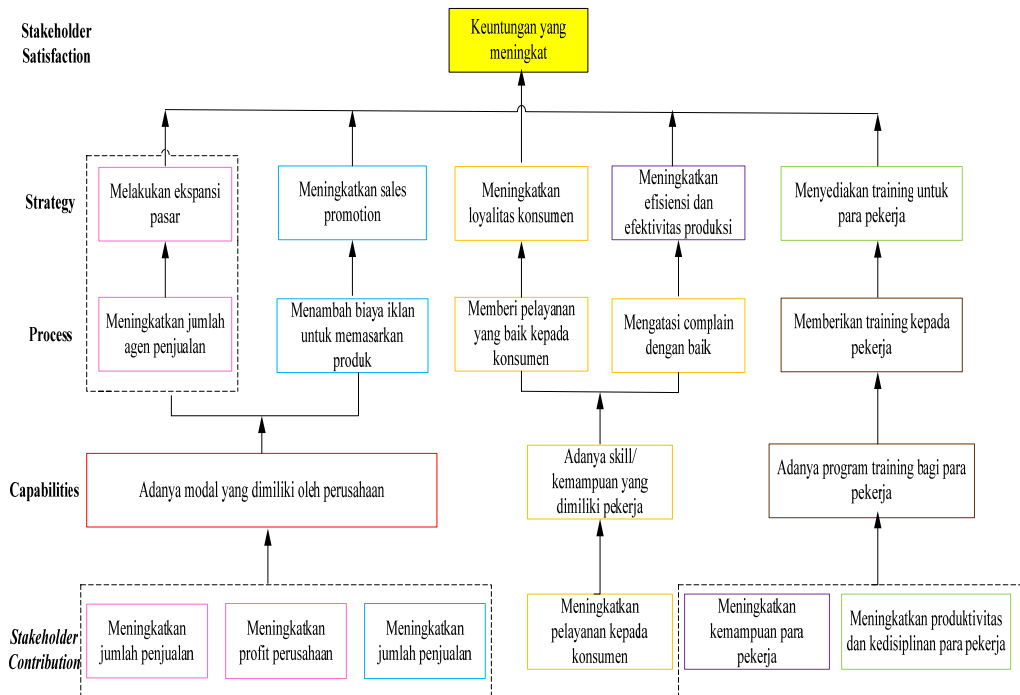 Stakeholder
Satisfaction
Keuntungan yang
meningkat
Strategy
Melakukan ekspansi
pasar
Meningkatkan sales
promotion
Meningkatkan
loyalitas konsumen
Meningkatkan
efisiensi dan
efektivitas produksi
Menyediakan training untuk
para pekerja
Process
Meningkatkan jumlah
agen penjualan
Menambah biaya iklan
untuk memasarkan
produk
Memberi pelayanan
yang baik kepada
konsumen
Mengatasi complain
dengan baik
Memberikan training kepada
pekerja
Capabilities
Adanya modal yang dimiliki oleh perusahaan
Adanya skill/
kemampuan yang
dimiliki pekerja
Adanya program training bagi para
pekerja
Stakeholder
Contribution
Meningkatkan
jumlah penjualan
Meningkatkan
profit perusahaan
Meningkatkan
jumlah penjualan
Meningkatkan
pelayanan kepada
konsumen
Meningkatkan
kemampuan para
pekerja
Meningkatkan produktivitas
dan kedisiplinan para pekerja